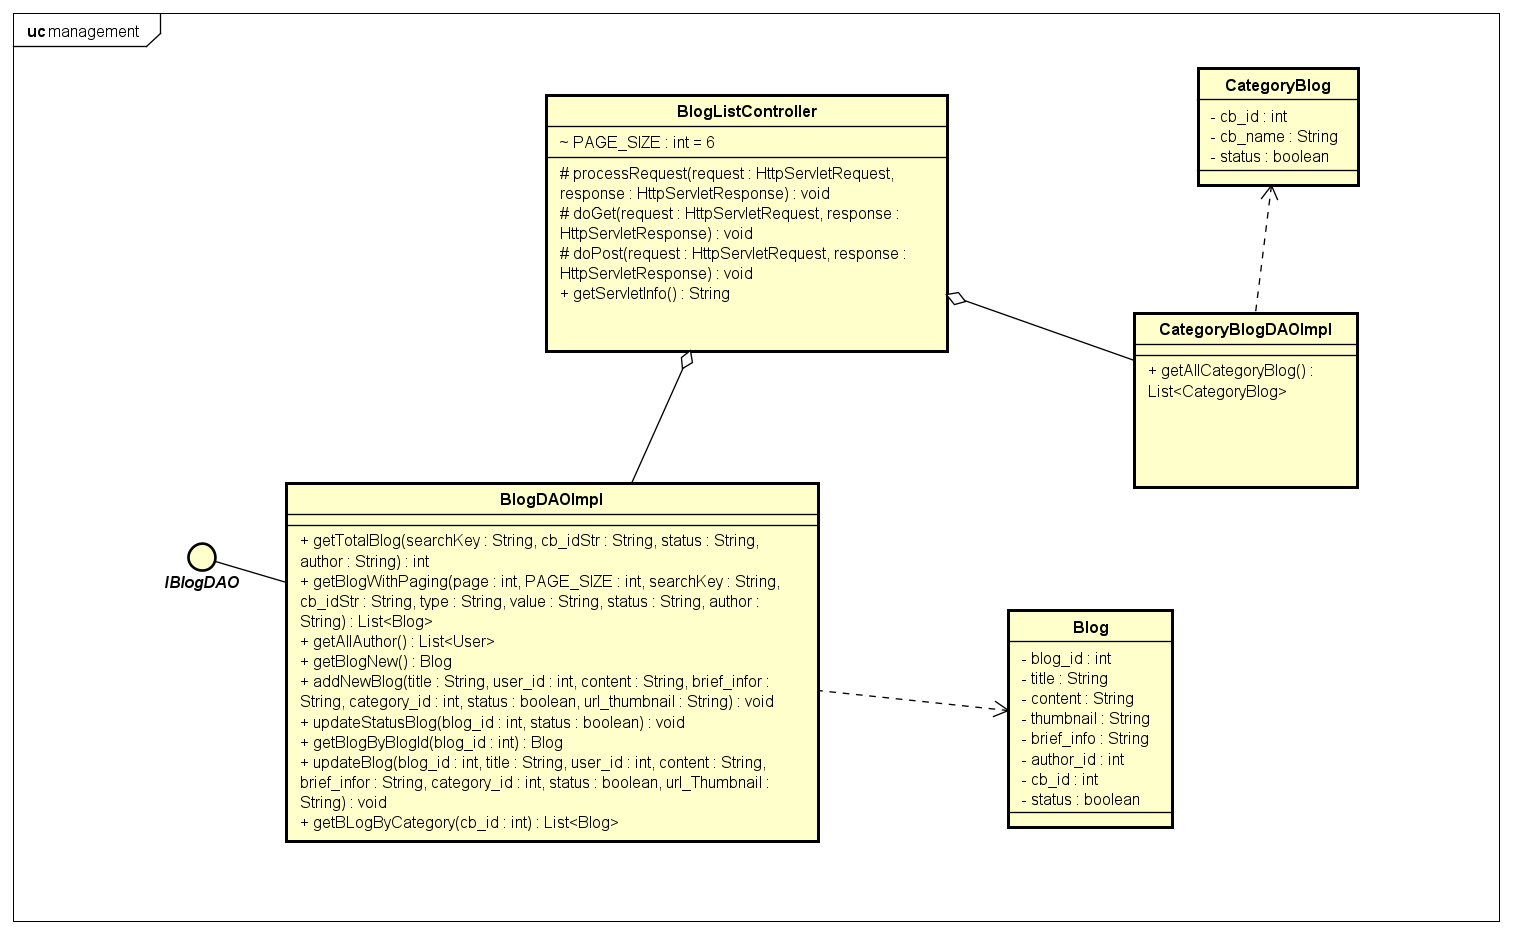 uc management
BlogListController
~ PAGE_SIZE : int = 6
# processRequest(request : HttpServletRequest,
response : HttpServletResponse) : void
# doGet(request : HttpServletRequest, response :
HttpServletResponse) : void
# doPost(request : HttpServletRequest, response :
HttpServletResponse) : void
+ getServletInfo() : String
CategoryBlog
- cb_id : int
- cb_name : String
- status : boolean
CategoryBlogDAOImpl
+ getAllCategoryBlog() :
List<CategoryBlog>
BlogDAOImpl
+ getTotalBlog(searchKey : String, cb_idStr : String, status : String,
author : String) : int
+ getBlogWithPaging(page : int, PAGE_SIZE : int, searchKey : String,
cb_idStr : String, type : String, value : String, status : String, author :
String) : List<Blog>
+ getAllAuthor() : List<User>
+ getBlogNew() : Blog
+ addNewBlog(title : String, user_id : int, content : String, brief_infor :
String, category_id : int, status : boolean, url_thumbnail : String) : void
+ updateStatusBlog(blog_id : int, status : boolean) : void
+ getBlogByBlogId(blog_id : int) : Blog
+ updateBlog(blog_id : int, title : String, user_id : int, content : String,
brief_infor : String, category_id : int, status : boolean, url_Thumbnail :
String) : void
+ getBLogByCategory(cb_id : int) : List<Blog>
IBlogDAO
Blog
- blog_id : int
- title : String
- content : String
- thumbnail : String
- brief_info : String
- author_id : int
- cb_id : int
- status : boolean